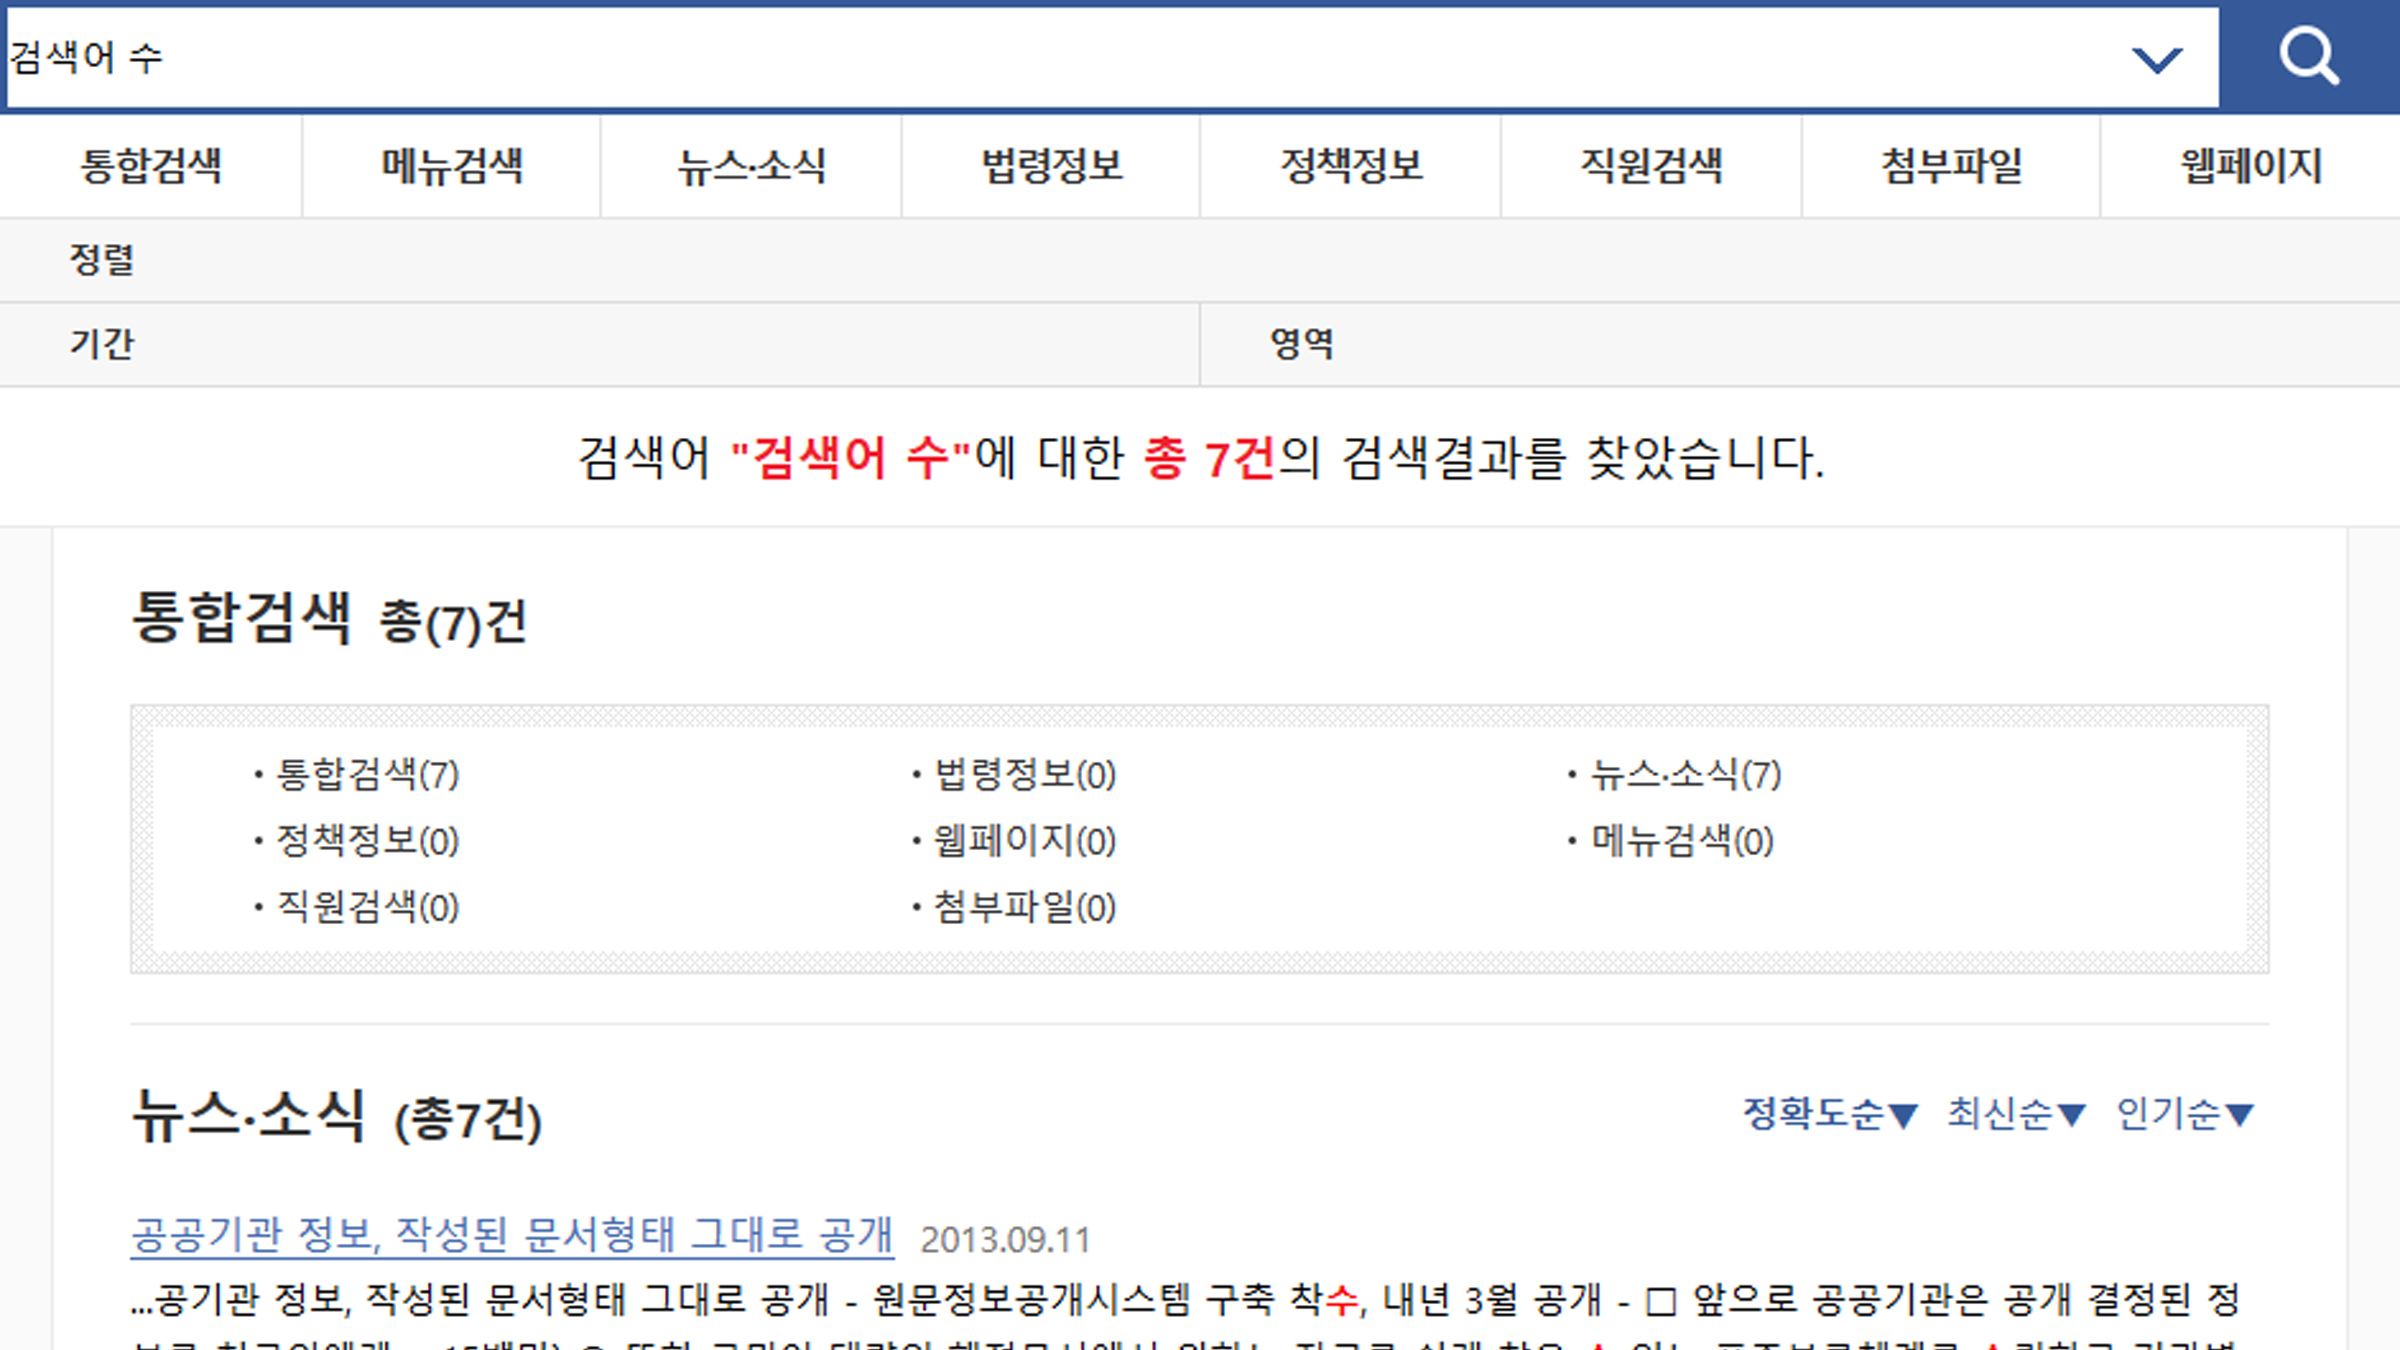 검색어 수
통합검색 메뉴검색 뉴스·소식 법령정보 정책정보 직원검색 첨부파일 웹페이지
정렬
기간 영역
검색어 "검색어 수"에 대한 총 7건의 검색결과를 찾았습니다.
통합검색 총(7)건
· 통합검색(7) · 법령정보(0) · 뉴스·소식(7)
· 정책정보(0) · 웹페이지(0) · 메뉴검색(0)
· 직원검색(0) · 첨부파일(0)
뉴스·소식 (총7건) 정확도순▼ 최신순▼ 인기순▼
공공기관 정보, 작성된 문서형태 그대로 공개 2013.09.11
...공기관 정보, 작성된 문서형태 그대로 공개 - 원문정보공개시스템 구축 착수, 내년 3월 공개 - □ 앞으로 공공기관은 공개 결정된 정